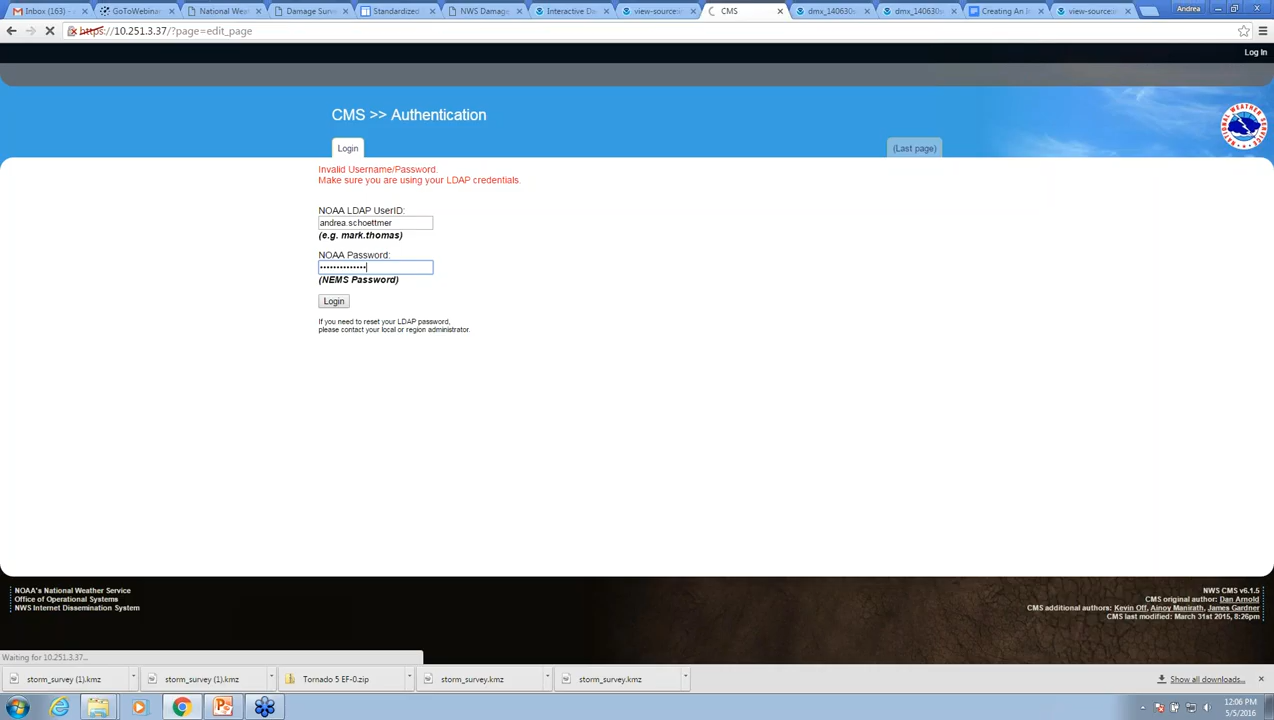 Inbox (163) -
GoToWebinar
National Wea
Damage Surv
Standardized
NWS Damage
Interactive Da
view-source:
CMS
dmx_140630
dmx_140630
Creating An In
view-source:
Andrea
https://10.251.3.37/?page=edit_page
Log In
CMS >> Authentication
Login
(Last page)
Invalid Username/Password.
Make sure you are using your LDAP credentials.
NOAA LDAP UserID:
andrea.schoettmer
(e.g. mark.thomas)
NOAA Password:
(NEMS Password)
Login
If you need to reset your LDAP password,
please contact your local or region administrator.
NOAA's National Weather Service
Office of Operational Systems
NWS Internet Dissemination System
NWS CMS v6.1.5
CMS original author: Dan Arnold
CMS additional authors: Kevin Off, Ainoy Manirath, James Gardner
CMS last modified: March 31st 2015, 8:26pm
Waiting for 10.251.3.37...
storm_survey (1).kmz
storm_survey (1).kmz
Tornado 5 EF-0.zip
storm_survey.kmz
storm_survey.kmz
Show all downloads...
12:06 PM
5/5/2016